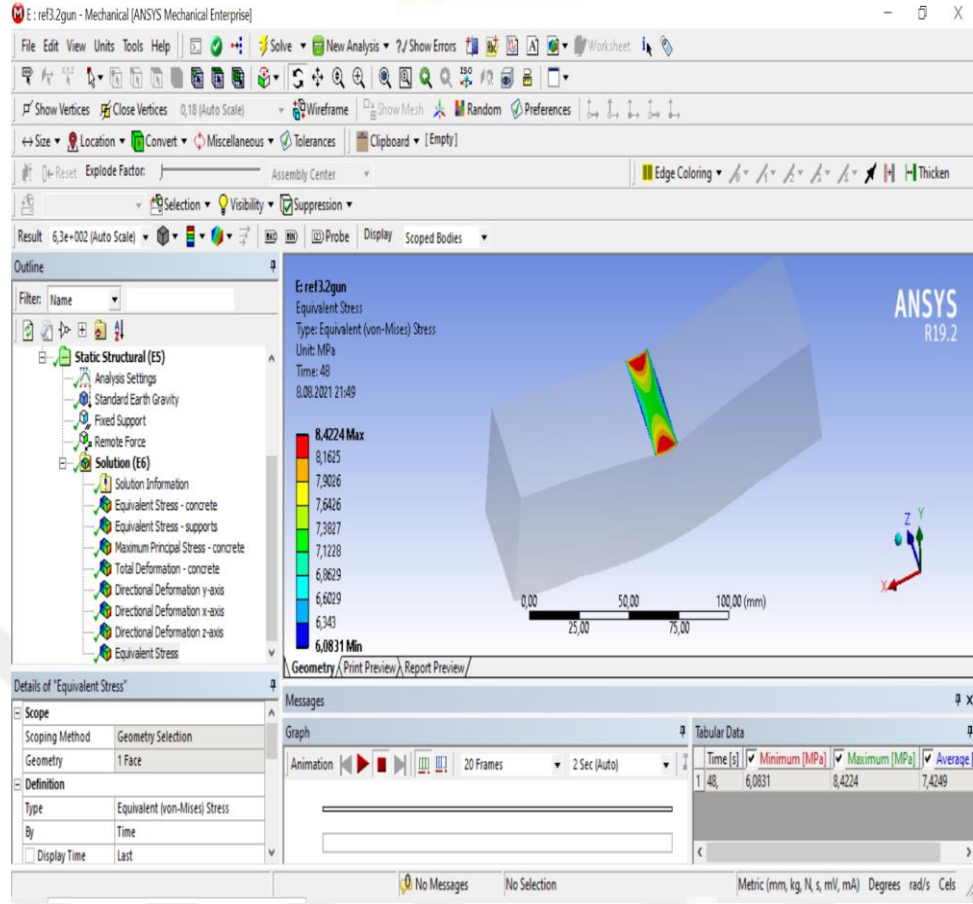 E : ref3.2gun - Mechanical [ANSYS Mechanical Enterprise]
File Edit View Units Tools Help Solve New Analysis ?/ Show Errors Worksheet
Show Vertices Close Vertices 0,18 (Auto Scale) Wireframe Show Mesh Random Preferences
Size Location Convert Miscellaneous Tolerances Clipboard [Empty]
Reset Explode Factor: Assembly Center Edge Coloring Thicken
Selection Visibility Suppression
Result 6,3e+002 (Auto Scale) Probe Display Scoped Bodies
Outline
Filter: Name
Static Structural (E5)
Analysis Settings
Standard Earth Gravity
Fixed Support
Remote Force
Solution (E6)
Solution Information
Equivalent Stress - concrete
Equivalent Stress - supports
Maximum Principal Stress - concrete
Total Deformation - concrete
Directional Deformation y-axis
Directional Deformation x-axis
Directional Deformation z-axis
Equivalent Stress
Details of "Equivalent Stress"
Scope
Scoping Method Geometry Selection
Geometry 1 Face
Definition
Type Equivalent (von-Mises) Stress
By Time
Display Time Last
E: ref3.2gun
Equivalent Stress
Type: Equivalent (von-Mises) Stress
Unit: MPa
Time: 48
8.08.2021 21:49
8,4224 Max
8,1625
7,9026
7,6426
7,3827
7,1228
6,8629
6,6029
6,343
6,0831 Min
ANSYS
R19.2
Z Y
X
0,00 50,00 100,00 (mm)
25,00 75,00
Geometry Print Preview Report Preview
Messages
Graph
Animation 20 Frames 2 Sec (Auto)
Tabular Data
Time [s] Minimum [MPa] Maximum [MPa] Average [
1 48, 6,0831 8,4224 7,4249
No Messages No Selection Metric (mm, kg, N, s, mV, mA) Degrees rad/s Cels